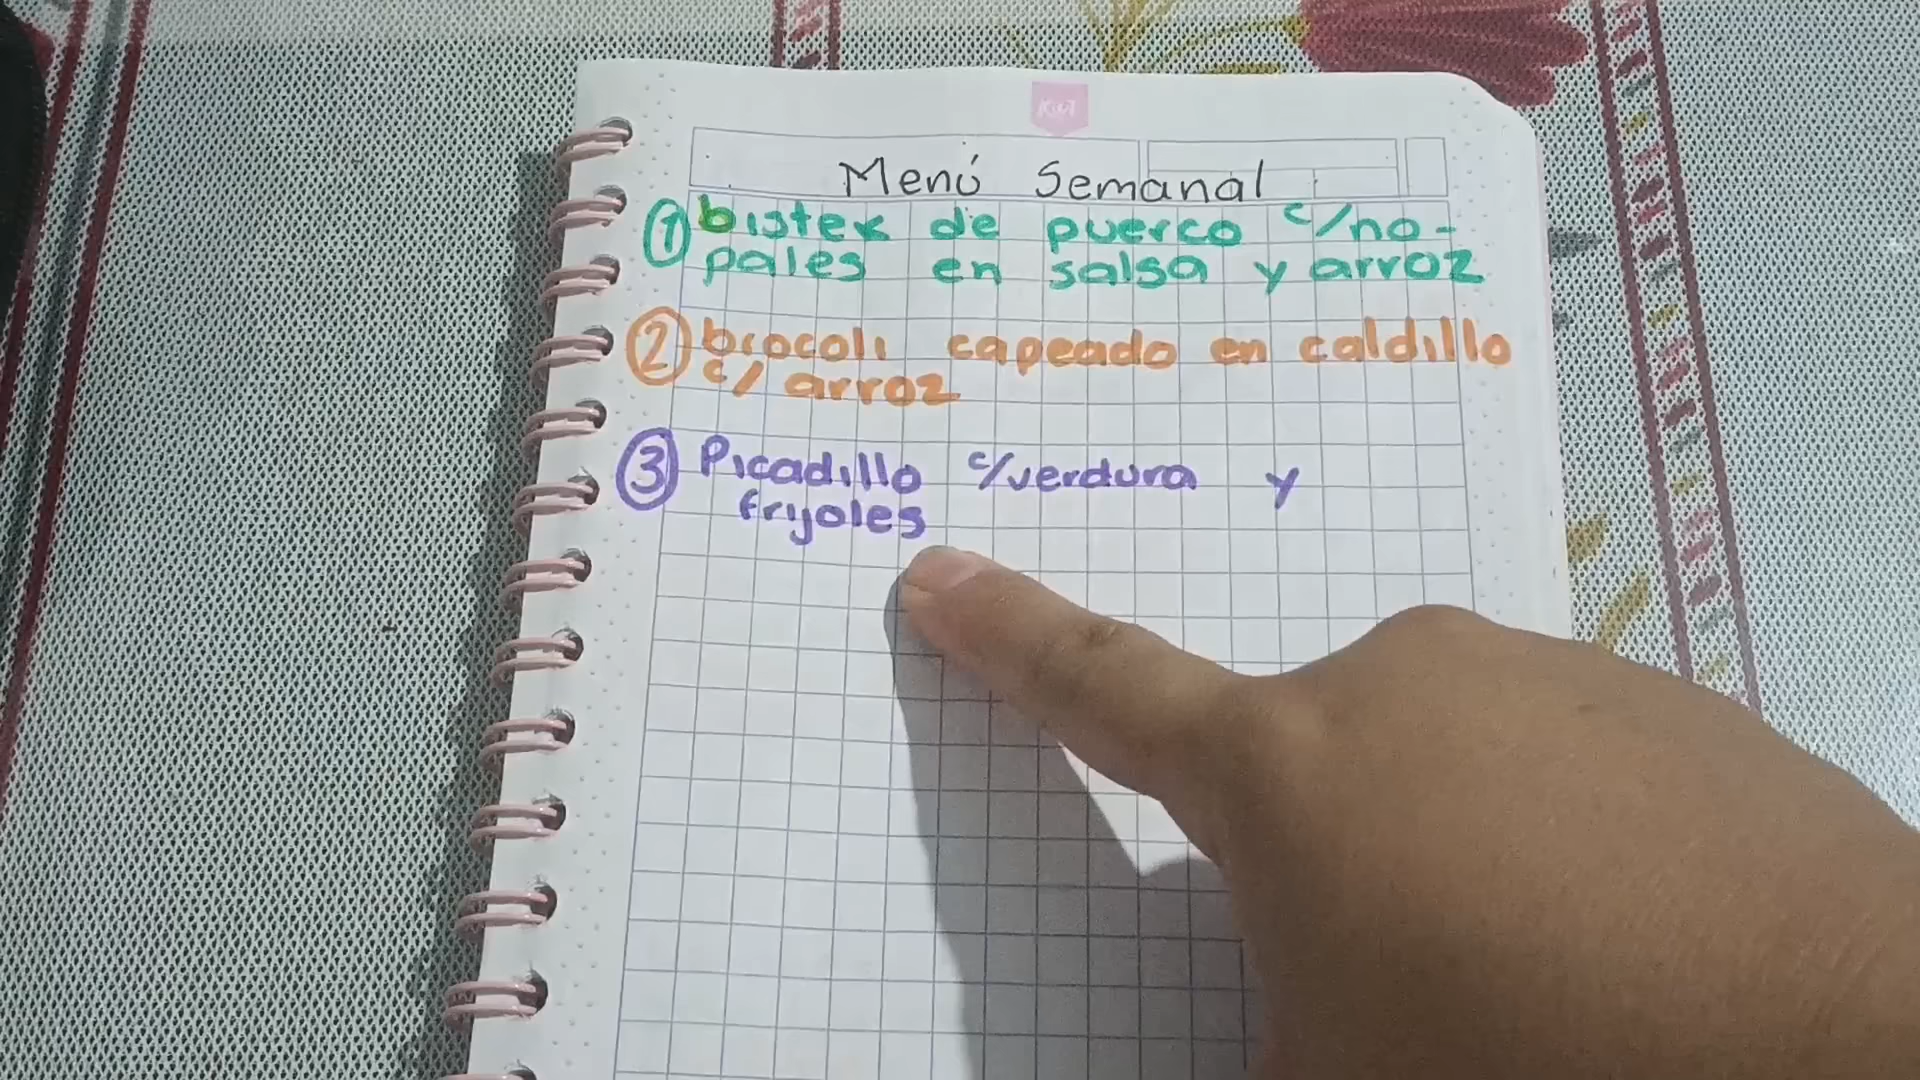 Kiut
Menú Semanal
① bistek de puerco c/no-
pales en salsa y arroz
② brocoli capeado en caldillo
c/ arroz
③ Picadillo c/verdura y
frijoles